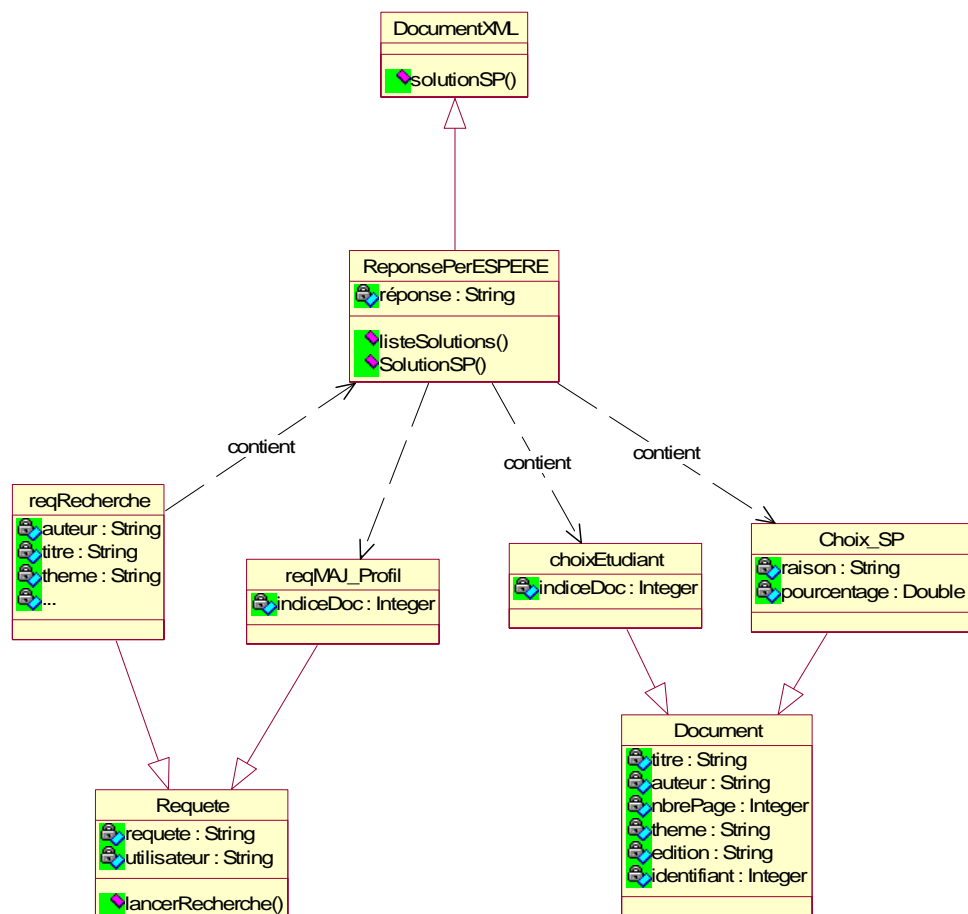 DocumentXML
solutionSP()
ReponsePerESPERE
réponse : String
listeSolutions()
SolutionSP()
contient
contient
contient
reqRecherche
auteur : String
titre : String
theme : String
...
reqMAJ_Profil
indiceDoc : Integer
choixEtudiant
indiceDoc : Integer
Choix_SP
raison : String
pourcentage : Double
Requete
requete : String
utilisateur : String
lancerRecherche()
Document
titre : String
auteur : String
nbrePage : Integer
theme : String
edition : String
identifiant : Integer